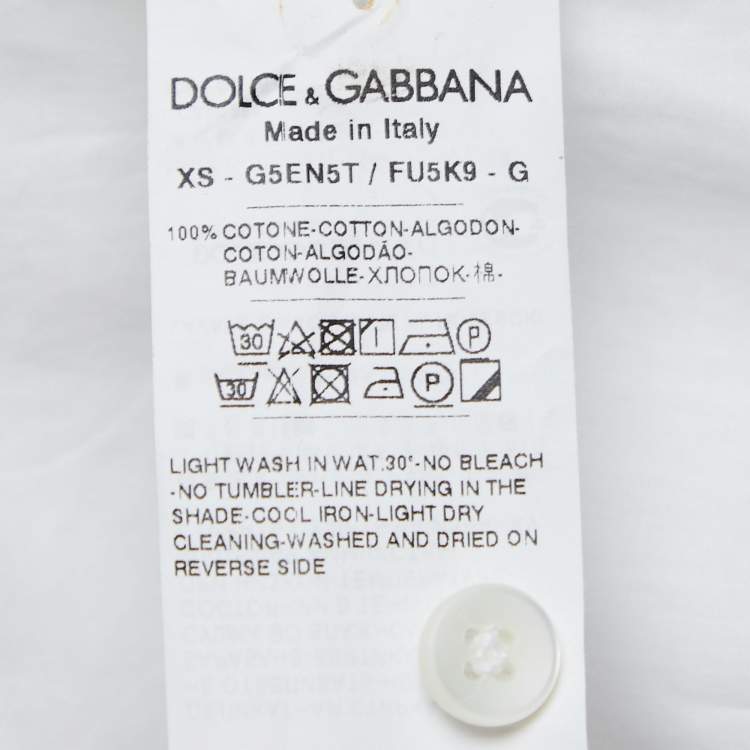 DOLCE & GABBANA
Made in Italy
XS - G5EN5T / FU5K9 - G
100% COTONE-COTTON-ALGODON-
COTON-ALGODÃO-
BAUMWOLLE-ХЛОПОК-棉-
30 P
30 P
LIGHT WASH IN WAT.30°-NO BLEACH
-NO TUMBLER-LINE DRYING IN THE
SHADE-COOL IRON-LIGHT DRY
CLEANING-WASHED AND DRIED ON
REVERSE SIDE